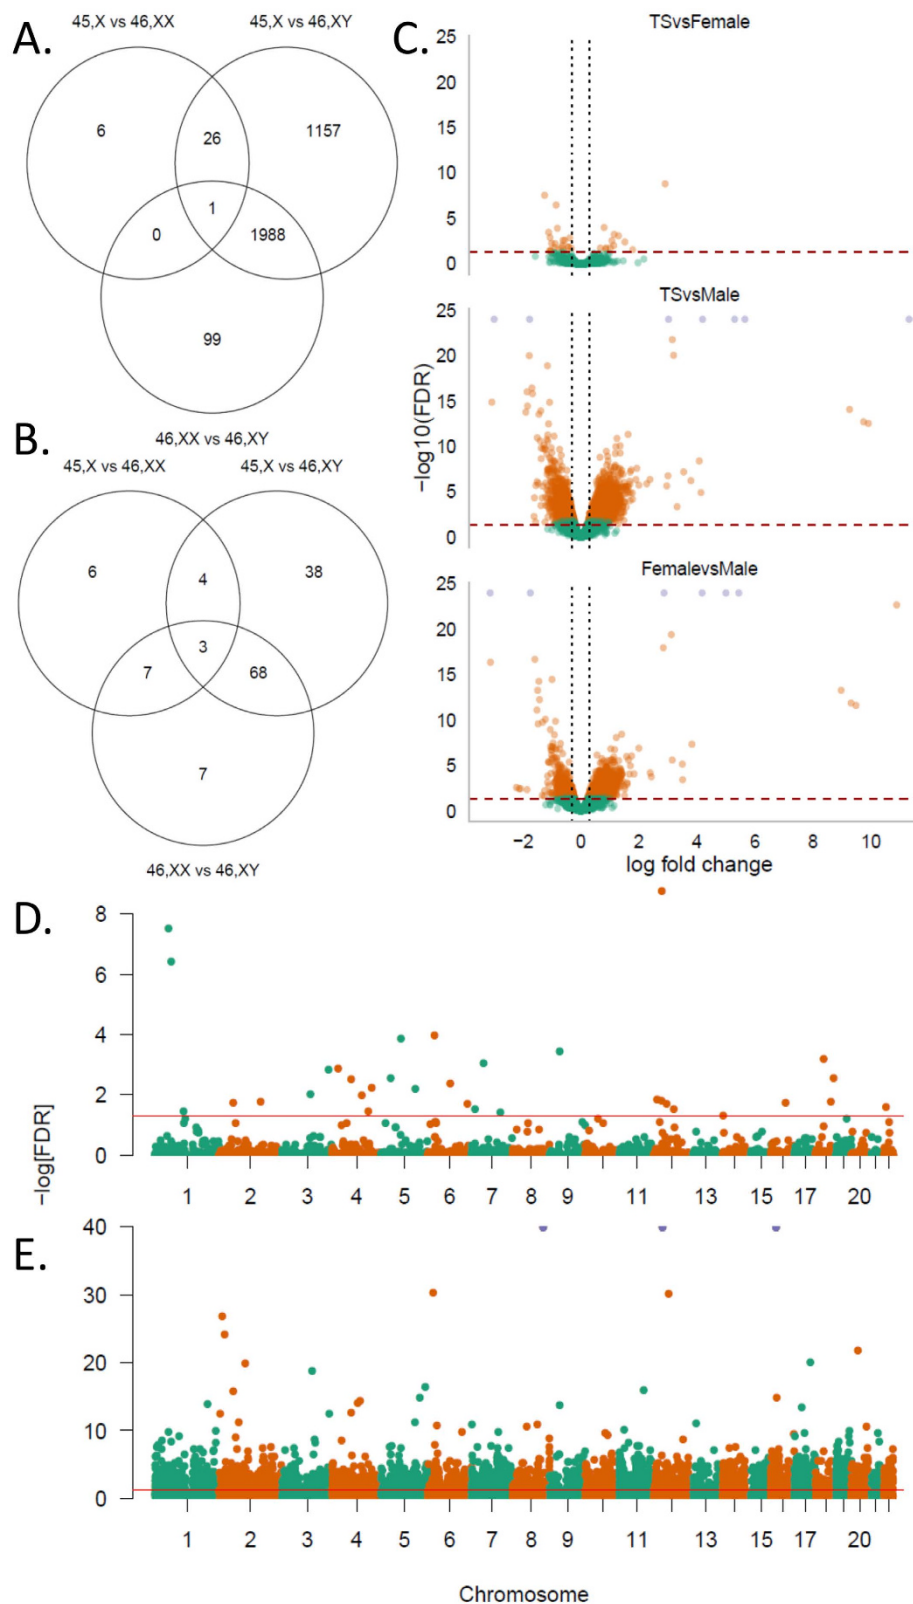 A.
45,X vs 46,XX
45,X vs 46,XY
6
26
1157
1
0
1988
99
46,XX vs 46,XY
B.
45,X vs 46,XX
45,X vs 46,XY
6
4
38
3
7
68
7
46,XX vs 46,XY
C.
TSvsFemale
25
20
15
10
5
0
TSvsMale
25
20
15
10
5
0
−log10(FDR)
FemalevsMale
25
20
15
10
5
0
−2 0 2 4 6 8 10
log fold change
D.
8
6
4
2
0
−log[FDR]
1 2 3 4 5 6 7 8 9 11 13 15 17 20
E.
40
30
20
10
0
1 2 3 4 5 6 7 8 9 11 13 15 17 20
Chromosome